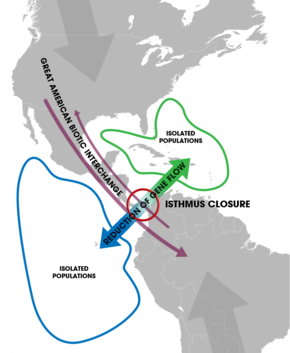 GREAT AMERICAN BIOTIC INTERCHANGE
ISOLATED
POPULATIONS
REDUCTION OF GENE FLOW
ISTHMUS CLOSURE
ISOLATED
POPULATIONS